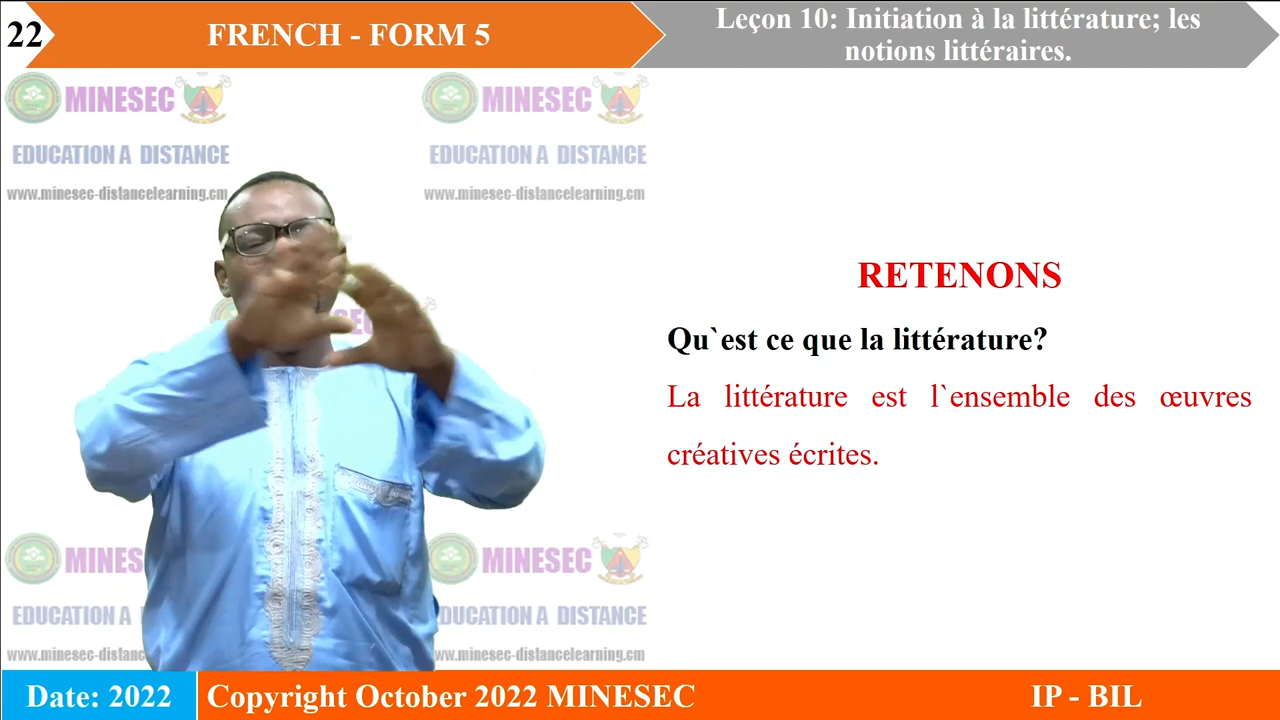 22
FRENCH - FORM 5
Leçon 10: Initiation à la littérature; les
notions littéraires.
MINESEC
MINESEC
EDUCATION A DISTANCE
EDUCATION A DISTANCE
www.minesec-distancelearning.cm
www.minesec-distancelearning.cm
RETENONS
Qu`est ce que la littérature?
La littérature est l`ensemble des œuvres
créatives écrites.
MINESEC
EDUCATION A
DISTANCE
www.minesec-distancelearning.cm
Date: 2022
Copyright October 2022 MINESEC
IP - BIL